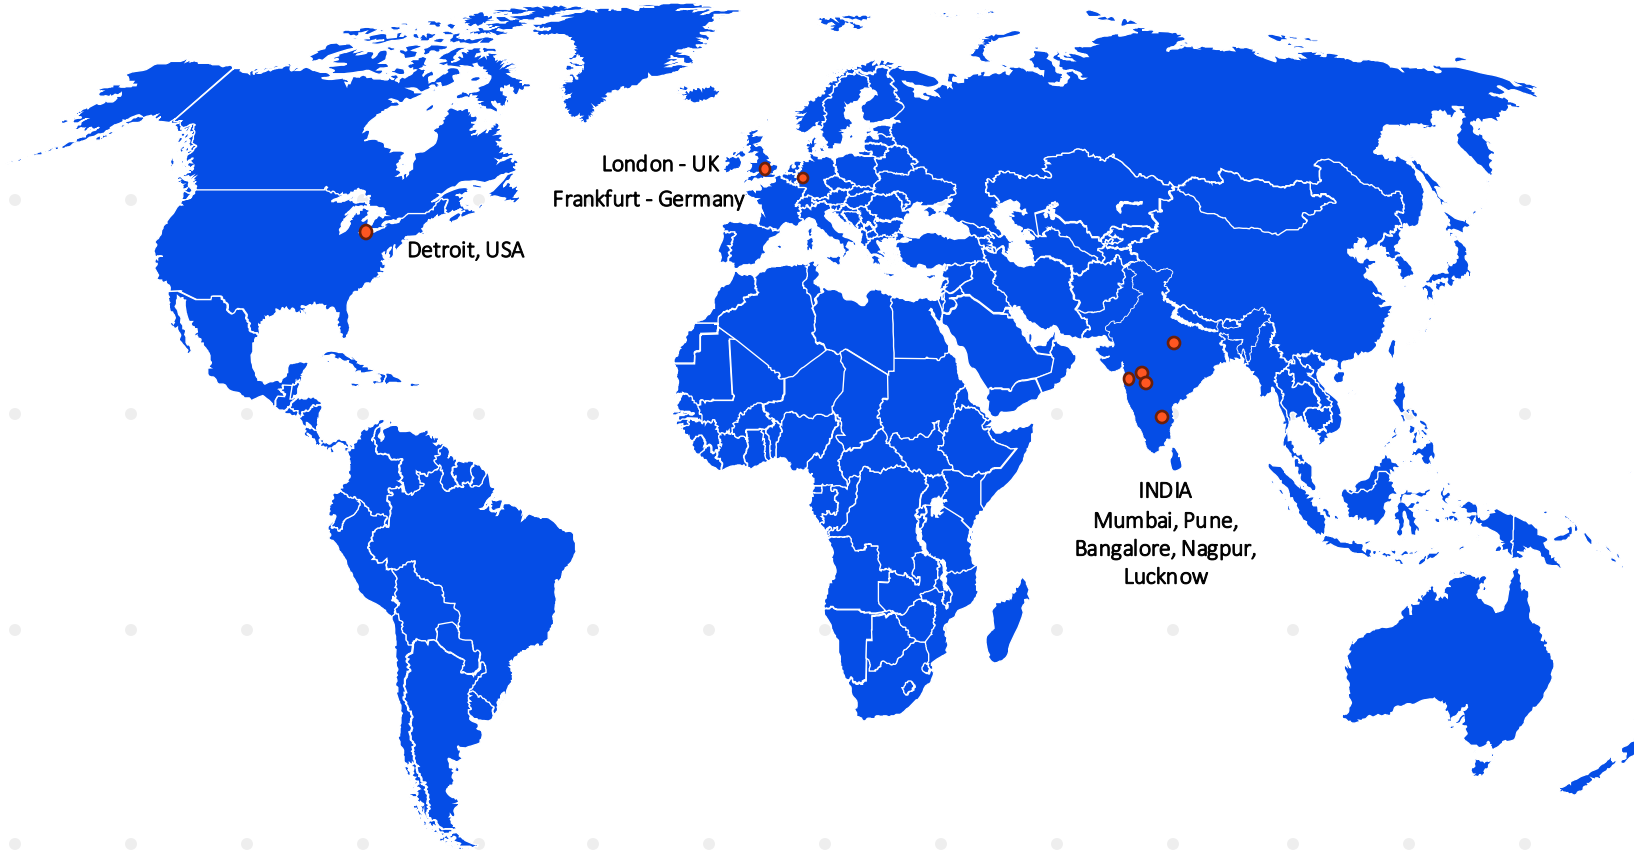 London - UK
Frankfurt - Germany
Detroit, USA
INDIA
Mumbai, Pune,
Bangalore, Nagpur,
Lucknow